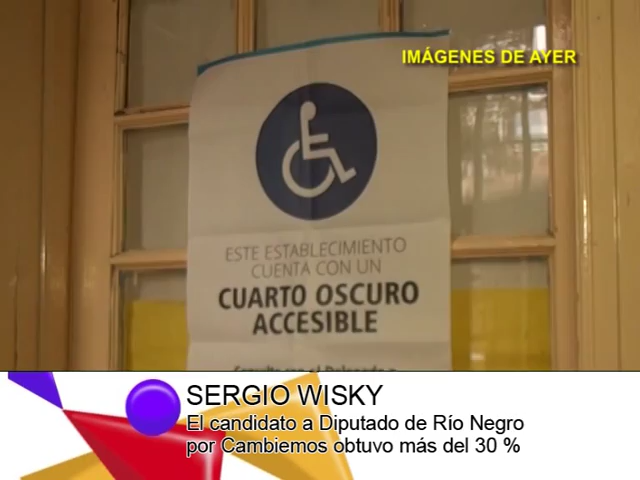 IMÁGENES DE AYER
ESTE ESTABLECIMIENTO
CUENTA CON UN
CUARTO OSCURO
ACCESIBLE
SERGIO WISKY
El candidato a Diputado de Río Negro
por Cambiemos obtuvo más del 30 %